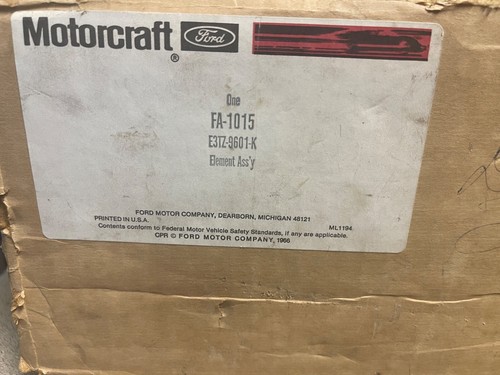 Motorcraft ® Ford
One
FA-1015
E3TZ-9601-K
Element Ass'y
FORD MOTOR COMPANY, DEARBORN, MICHIGAN 48121
PRINTED IN U.S.A. ML1194
Contents conform to Federal Motor Vehicle Safety Standards, if any are applicable.
CPR © FORD MOTOR COMPANY, 1966